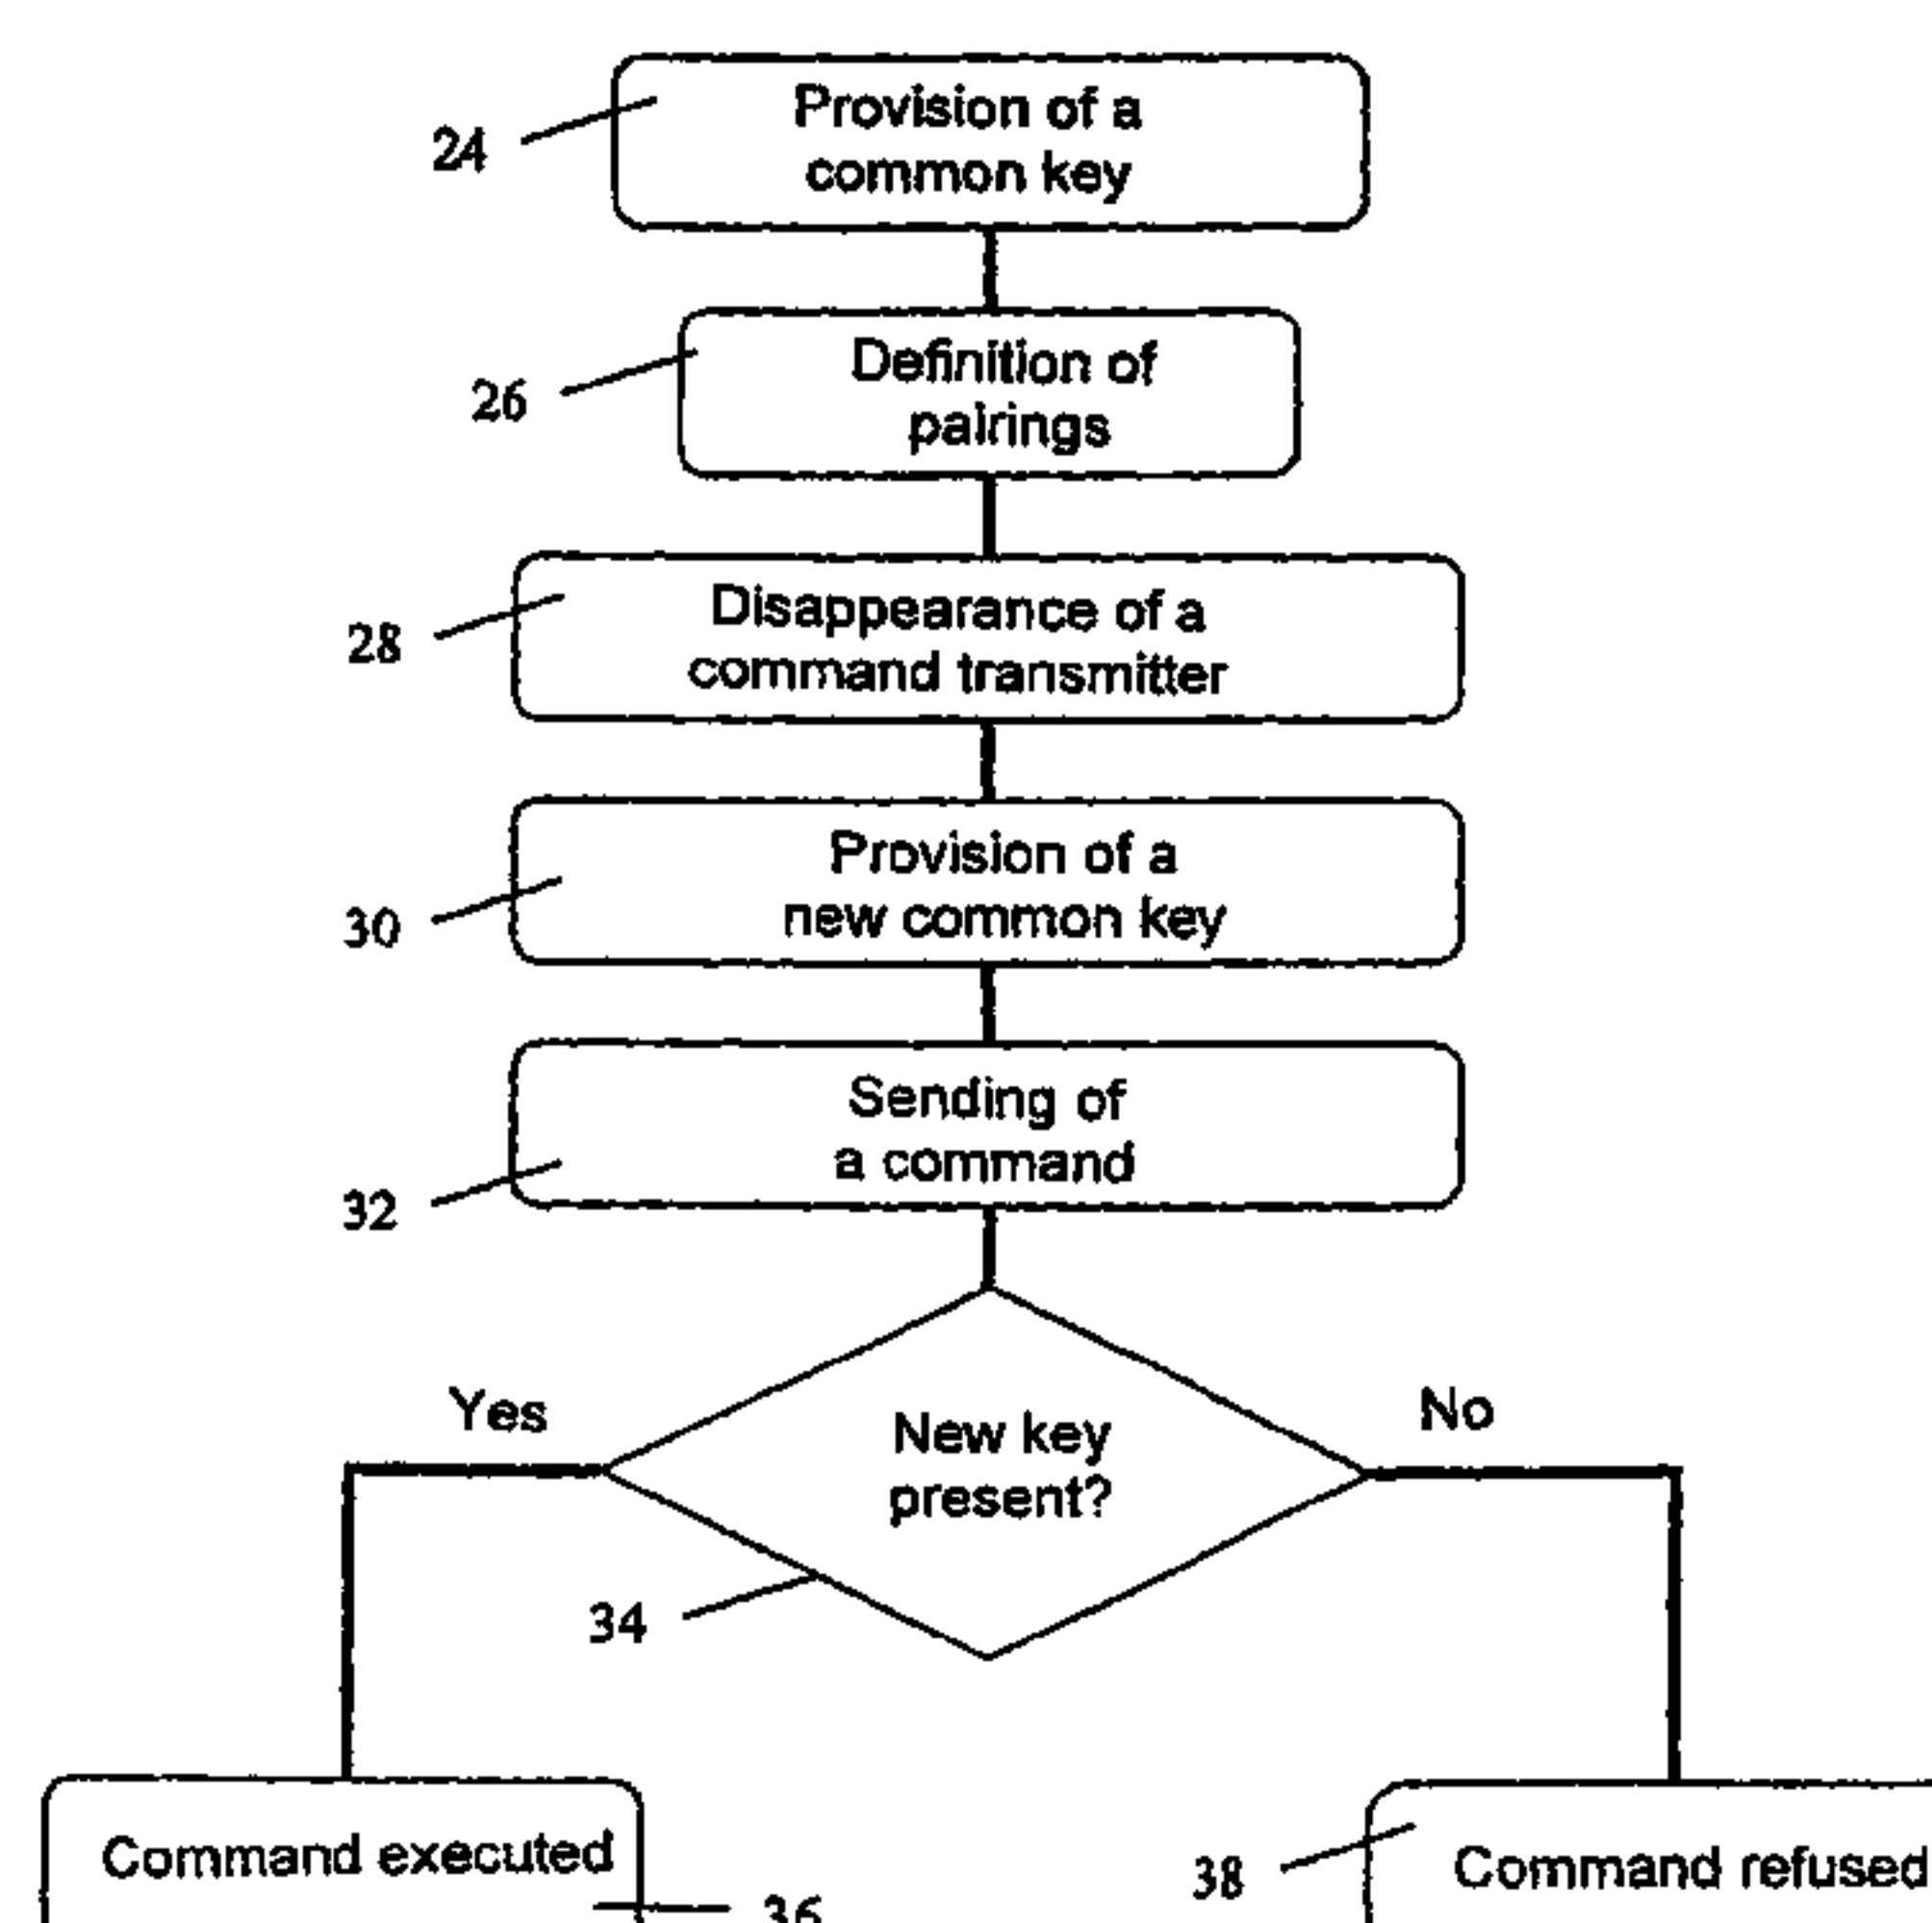 Provision of a
common key
24
Definition of
pairings
26
Disappearance of a
command transmitter
28
Provision of a
new common key
30
Sending of
a command
32
Yes
No
New key
present?
34
Command executed
36
38
Command refused